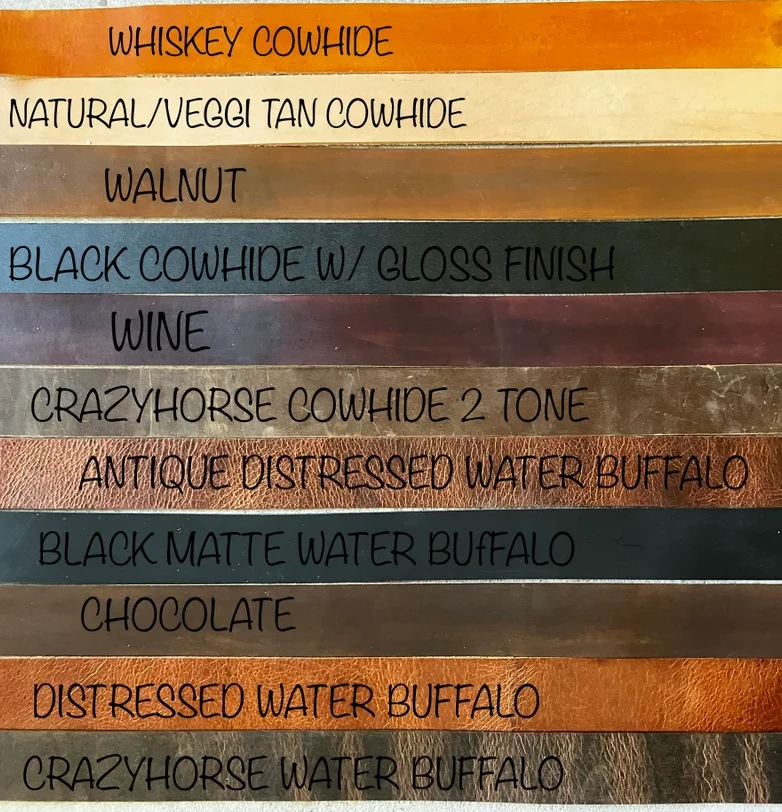 WHISKEY COWHIDE
NATURAL/VEGGI TAN COWHIDE
WALNUT
BLACK COWHIDE W/ GLOSS FINISH
WINE
CRAZYHORSE COWHIDE 2 TONE
ANTIQUE DISTRESSED WATER BUFFALO
BLACK MATTE WATER BUfFALO
CHOCOLATE
DISTRESSED WATER BUFFALO
CRAZYHORSE WATER BUFFALO